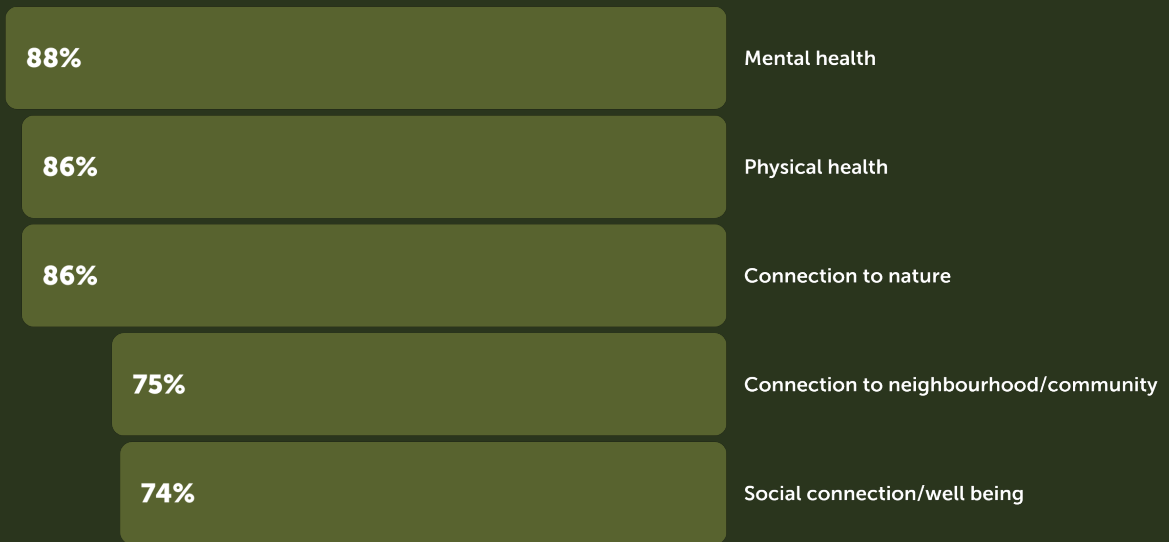 88% Mental health
86% Physical health
86% Connection to nature
75% Connection to neighbourhood/community
74% Social connection/well being